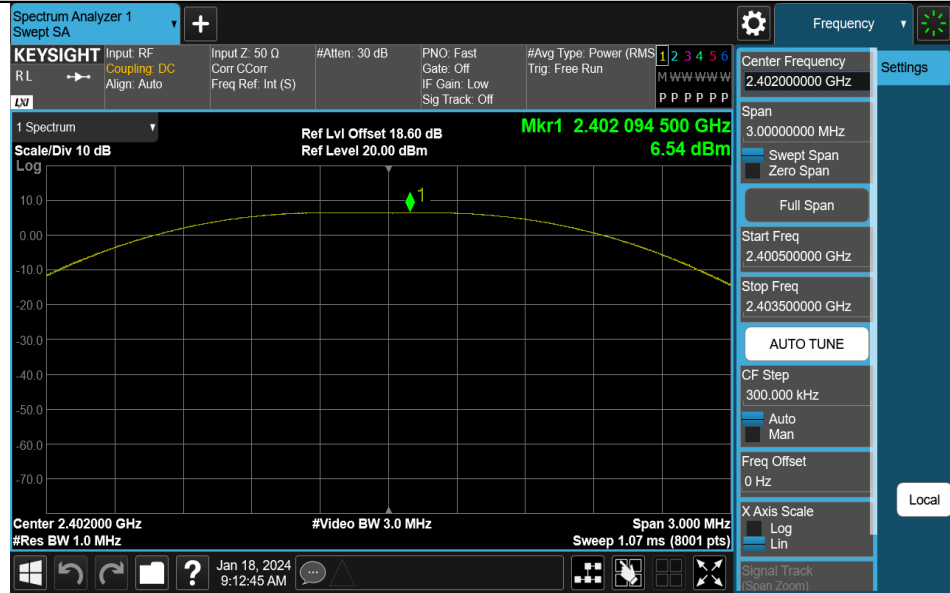 Spectrum Analyzer 1
Swept SA
Frequency
KEYSIGHT
RL
LXI
Input: RF
Coupling: DC
Align: Auto
Input Z: 50 Ω
Corr CCorr
Freq Ref: Int (S)
#Atten: 30 dB
PNO: Fast
Gate: Off
IF Gain: Low
Sig Track: Off
#Avg Type: Power (RMS
Trig: Free Run
1 2 3 4 5 6
M W W W W W
P P P P P P
1 Spectrum
Scale/Div 10 dB
Log
Ref Lvl Offset 18.60 dB
Ref Level 20.00 dBm
Mkr1 2.402 094 500 GHz
6.54 dBm
1
10.0
0.00
-10.0
-20.0
-30.0
-40.0
-50.0
-60.0
-70.0
Center 2.402000 GHz
#Res BW 1.0 MHz
#Video BW 3.0 MHz
Span 3.000 MHz
Sweep 1.07 ms (8001 pts)
Jan 18, 2024
9:12:45 AM
Center Frequency
2.402000000 GHz
Span
3.00000000 MHz
Swept Span
Zero Span
Full Span
Start Freq
2.400500000 GHz
Stop Freq
2.403500000 GHz
AUTO TUNE
CF Step
300.000 kHz
Auto
Man
Freq Offset
0 Hz
X Axis Scale
Log
Lin
Signal Track
(Span Zoom)
Settings
Local